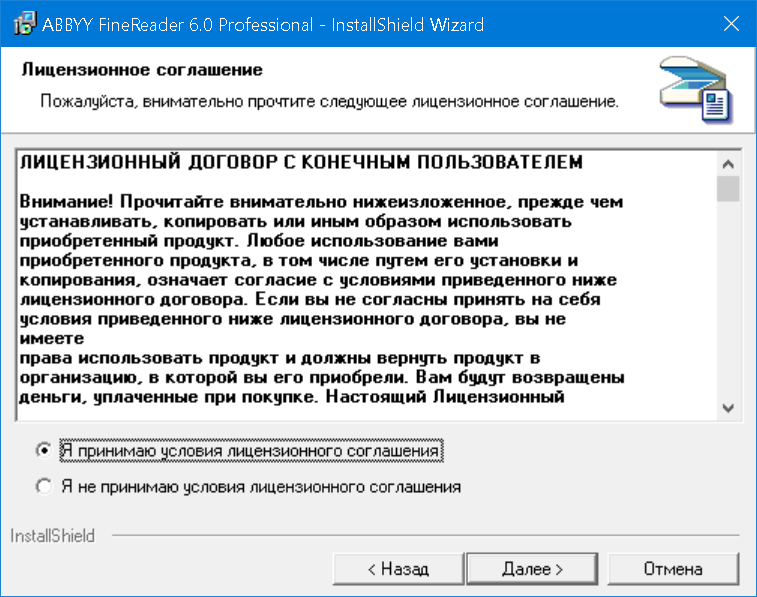 ABBYY FineReader 6.0 Professional - InstallShield Wizard
Лицензионное соглашение
Пожалуйста, внимательно прочтите следующее лицензионное соглашение.
ЛИЦЕНЗИОННЫЙ ДОГОВОР С КОНЕЧНЫМ ПОЛЬЗОВАТЕЛЕМ
Внимание! Прочитайте внимательно нижеизложенное, прежде чем
устанавливать, копировать или иным образом использовать
приобретенный продукт. Любое использование вами
приобретенного продукта, в том числе путем его установки и
копирования, означает согласие с условиями приведенного ниже
лицензионного договора. Если вы не согласны принять на себя
условия приведенного ниже лицензионного договора, вы не
имеете
права использовать продукт и должны вернуть продукт в
организацию, в которой вы его приобрели. Вам будут возвращены
деньги, уплаченные при покупке. Настоящий Лицензионный
Я принимаю условия лицензионного соглашения
Я не принимаю условия лицензионного соглашения
InstallShield
< Назад
Далее >
Отмена